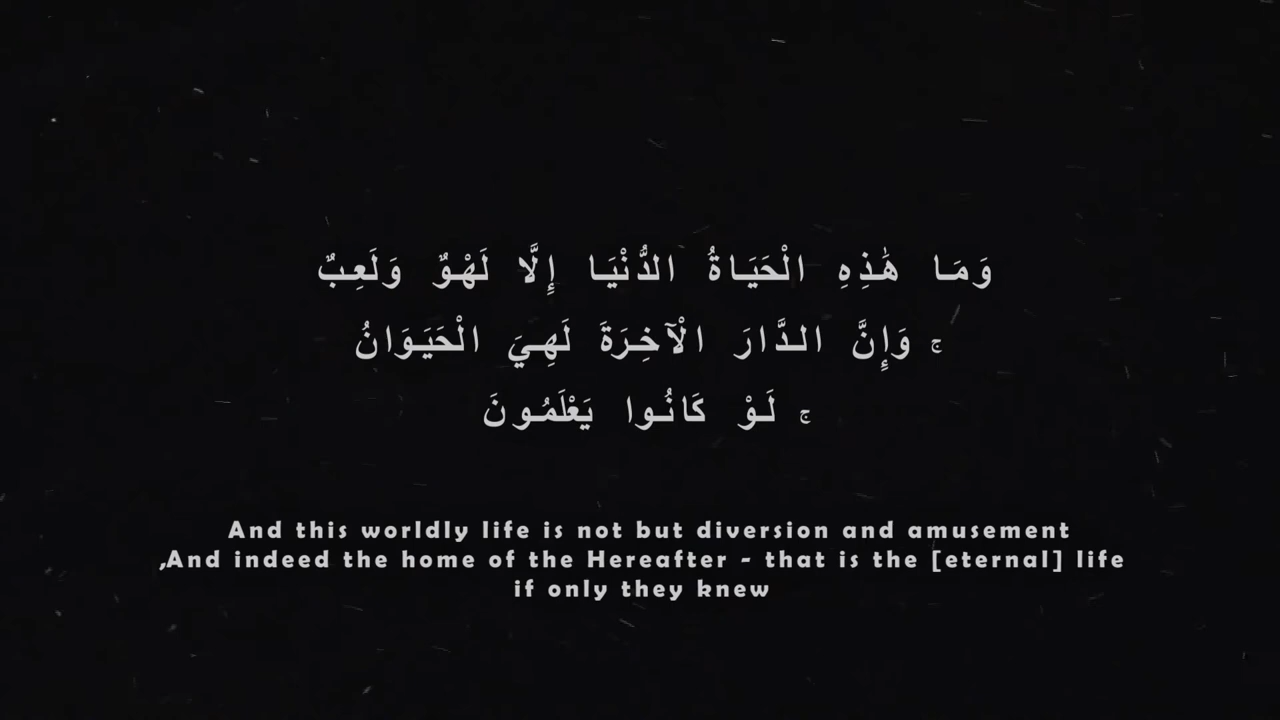 وَمَا هَٰذِهِ الْحَيَاةُ الدُّنْيَا إِلَّا لَهْوٌ وَلَعِبٌ
ۚ وَإِنَّ الدَّارَ الْآخِرَةَ لَهِيَ الْحَيَوَانُ
ۚ لَوْ كَانُوا يَعْلَمُونَ
And this worldly life is not but diversion and amusement
,And indeed the home of the Hereafter - that is the [eternal] life
if only they knew